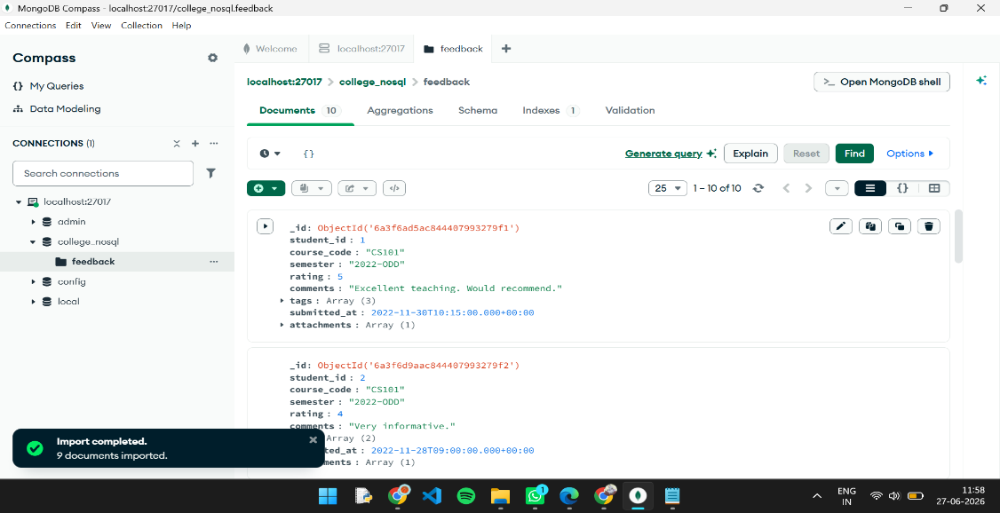 MongoDB Compass - localhost:27017/college_nosql.feedback
Connections Edit View Collection Help
Compass
My Queries
Data Modeling
CONNECTIONS (1)
Search connections
localhost:27017
admin
college_nosql
feedback
config
local
Welcome localhost:27017 feedback
localhost:27017 > college_nosql > feedback
>_ Open MongoDB shell
Documents 10 Aggregations Schema Indexes 1 Validation
{} Generate query Explain Reset Find Options
25 1 – 10 of 10
_id: ObjectId('6a3f6ad5ac844407993279f1')
student_id : 1
course_code : "CS101"
semester : "2022-ODD"
rating : 5
comments : "Excellent teaching. Would recommend."
tags : Array (3)
submitted_at : 2022-11-30T10:15:00.000+00:00
attachments : Array (1)
_id: ObjectId('6a3f6d9aac844407993279f2')
student_id : 2
course_code : "CS101"
semester : "2022-ODD"
rating : 4
comments : "Very informative."
Array (2)
ted_at : 2022-11-28T09:00:00.000+00:00
ments : Array (1)
Import completed.
9 documents imported.
1
ENG
IN
11:58
27-06-2026